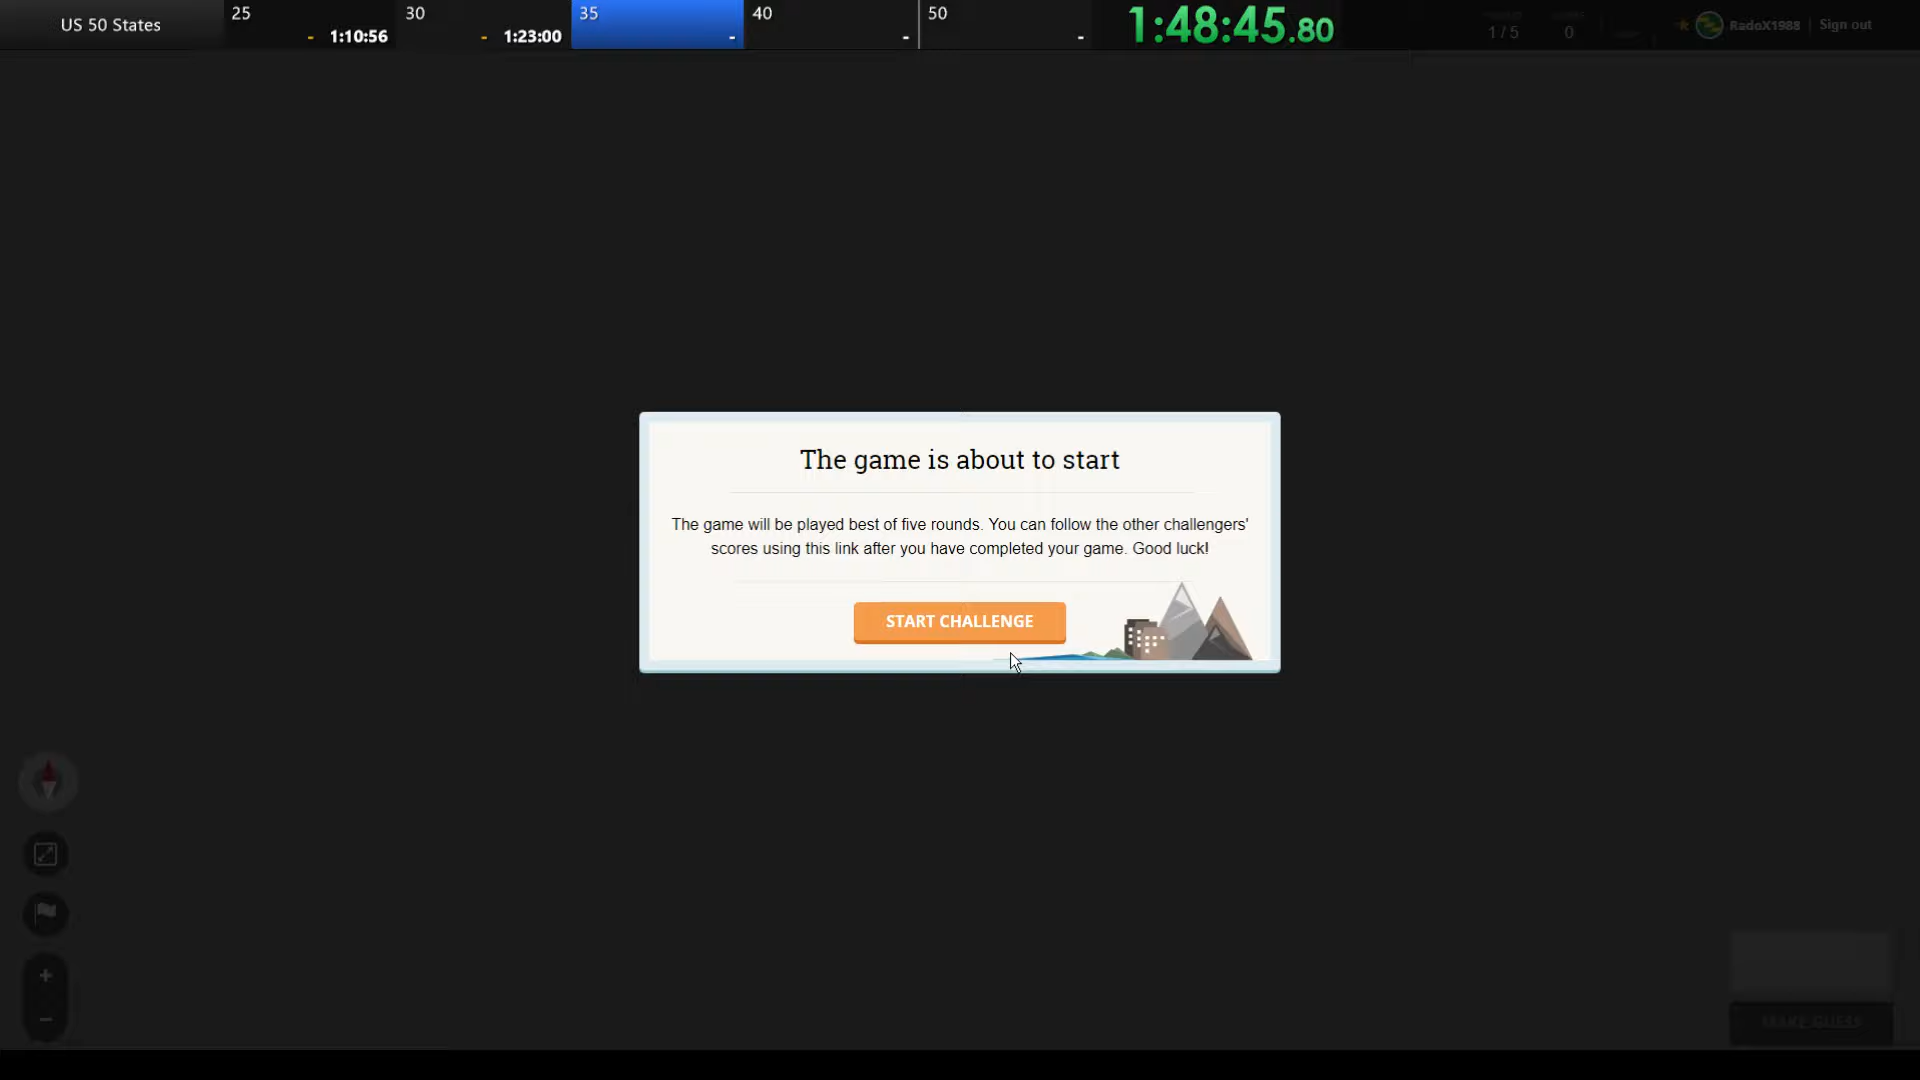 US 50 States
25
- 1:10:56
30
- 1:23:00
35
-
40
-
50
-
1:48:45.80
1 / 5
0
RadoX1988
Sign out
The game is about to start
The game will be played best of five rounds. You can follow the other challengers'
scores using this link after you have completed your game. Good luck!
START CHALLENGE
+
−
MAKE GUESS